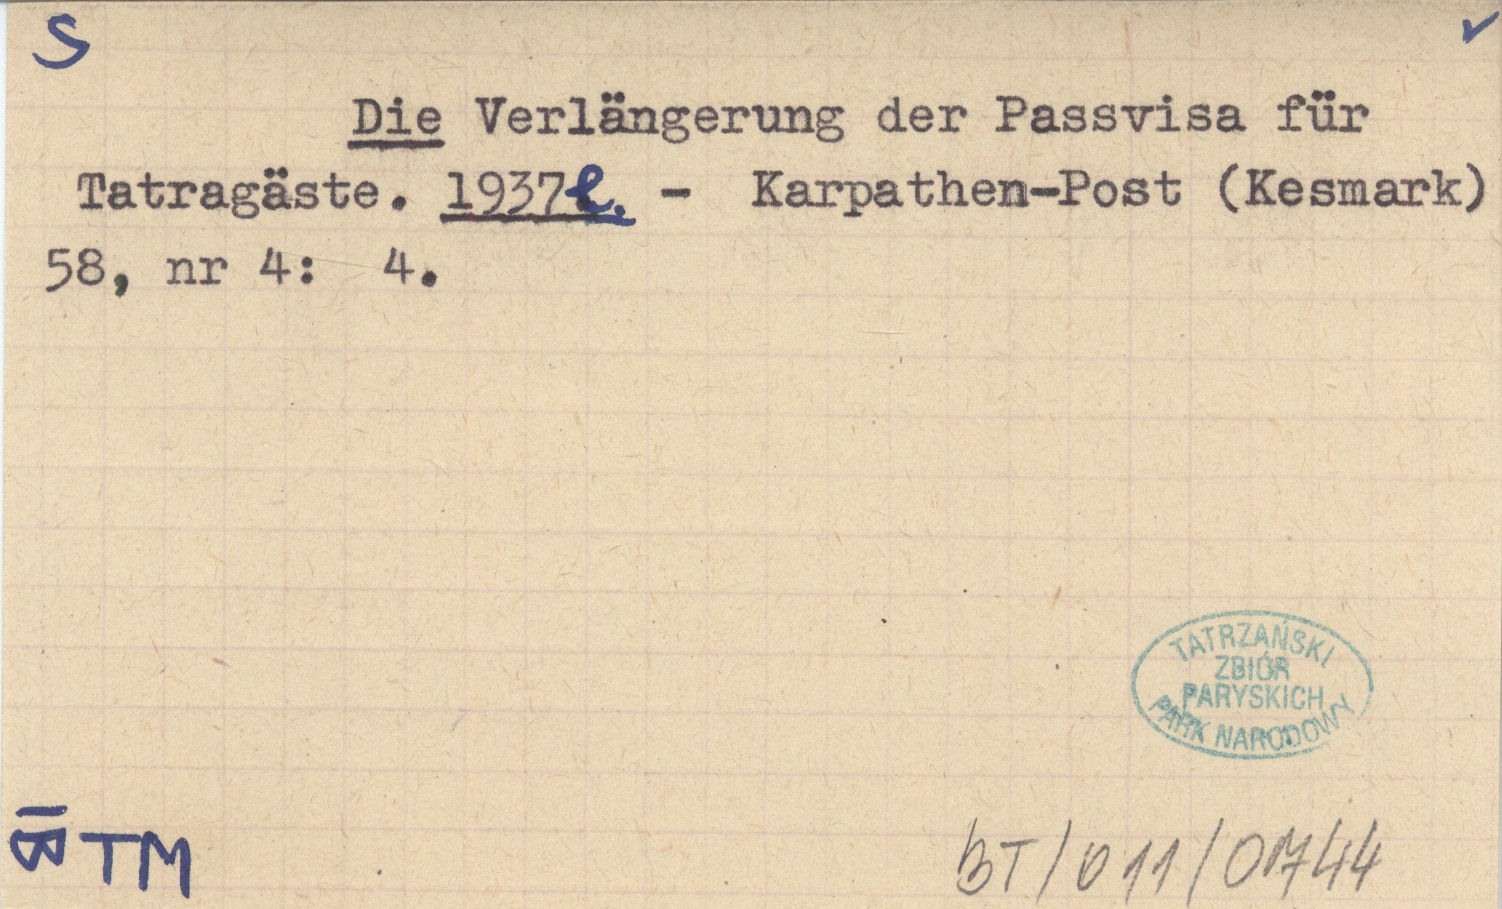 S
Die Verlängerung der Passvisa für
Tatragäste. 1937l. - Karpathen-Post (Kesmark)
58, nr 4: 4.
TATRZAŃSKI
ZBIÓR
PARYSKICH
PARK NARODOWY
TM
BT/011/01744